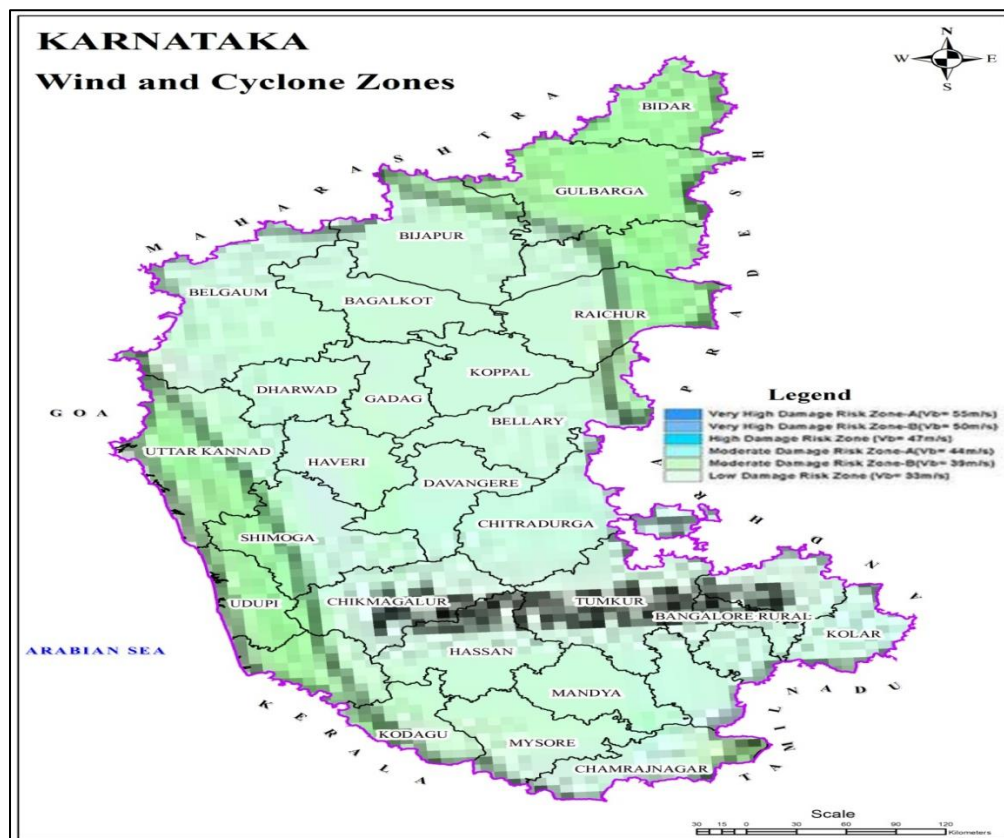 KARNATAKA
Wind and Cyclone Zones
N
W E
S
MAHARASHTRA
BIDAR
GULBARGA
BIJAPUR
BELGAUM
BAGALKOT
RAICHUR
ANDHRA PRADESH
KOPPAL
DHARWAD
GADAG
GOA
BELLARY
UTTAR KANNAD
HAVERI
DAVANGERE
CHITRADURGA
SHIMOGA
Legend
Very High Damage Risk Zone-A(Vb= 55m/s)
Very High Damage Risk Zone-B(Vb= 50m/s)
High Damage Risk Zone (Vb= 47m/s)
Moderate Damage Risk Zone-A(Vb= 44m/s)
Moderate Damage Risk Zone-B(Vb= 39m/s)
Low Damage Risk Zone (Vb= 33m/s)
UDUPI
CHIKMAGALUR
TUMKUR
BANGALORE RURAL
KOLAR
ARABIAN SEA
HASSAN
MANDYA
KERALA
KODAGU
MYSORE
CHAMRAJNAGAR
TAMILNADU
Scale
30 15 0 30 60 90 120
Kilometers